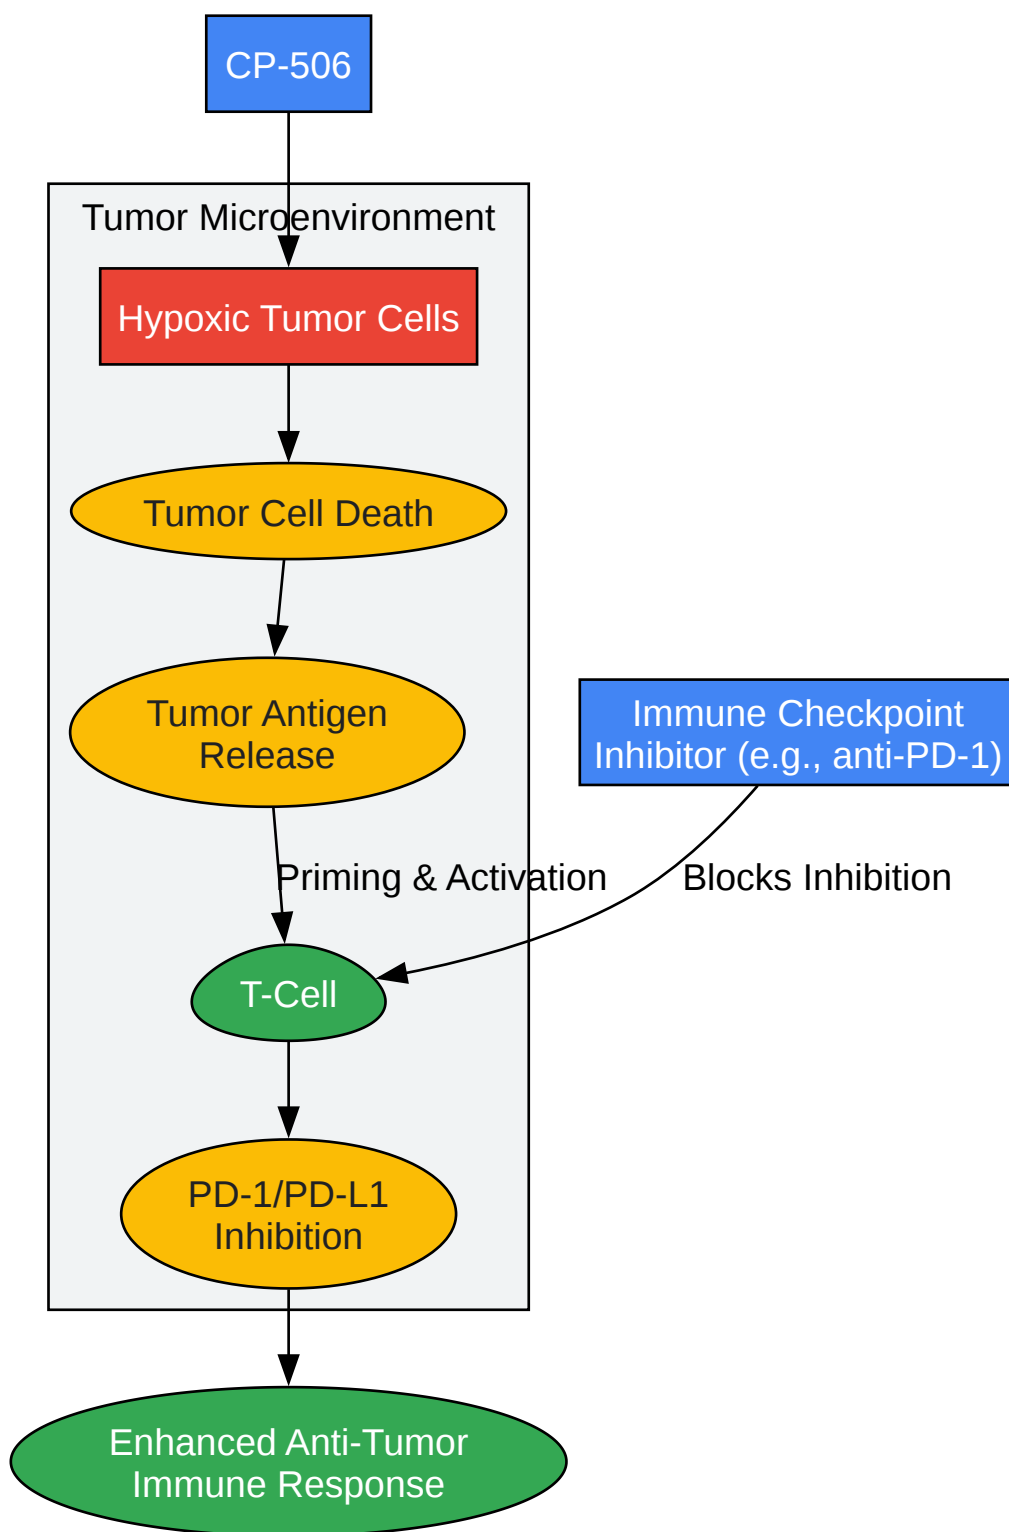 CP-506
Tumor Microenvironment
Hypoxic Tumor Cells
Tumor Cell Death
Tumor Antigen
Release
Immune Checkpoint
Inhibitor (e.g., anti-PD-1)
Priming & Activation
Blocks Inhibition
T-Cell
PD-1/PD-L1
Inhibition
Enhanced Anti-Tumor
Immune Response